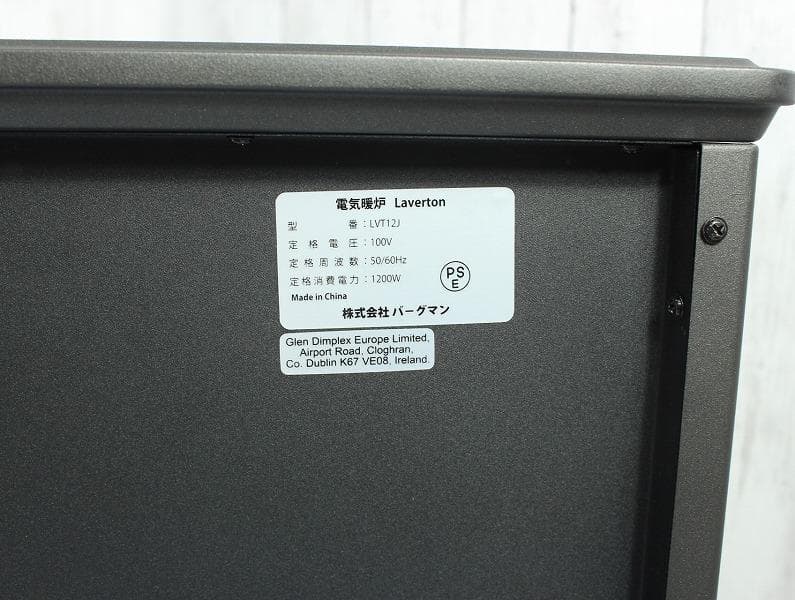 電気暖炉 Laverton
型番：LVT12J
定格電圧：100V
定格周波数：50/60Hz
定格消費電力：1200W
PS
E
Made in China
株式会社 バーグマン
Glen Dimplex Europe Limited,
Airport Road, Cloghran,
Co. Dublin K67 VE08, Ireland.